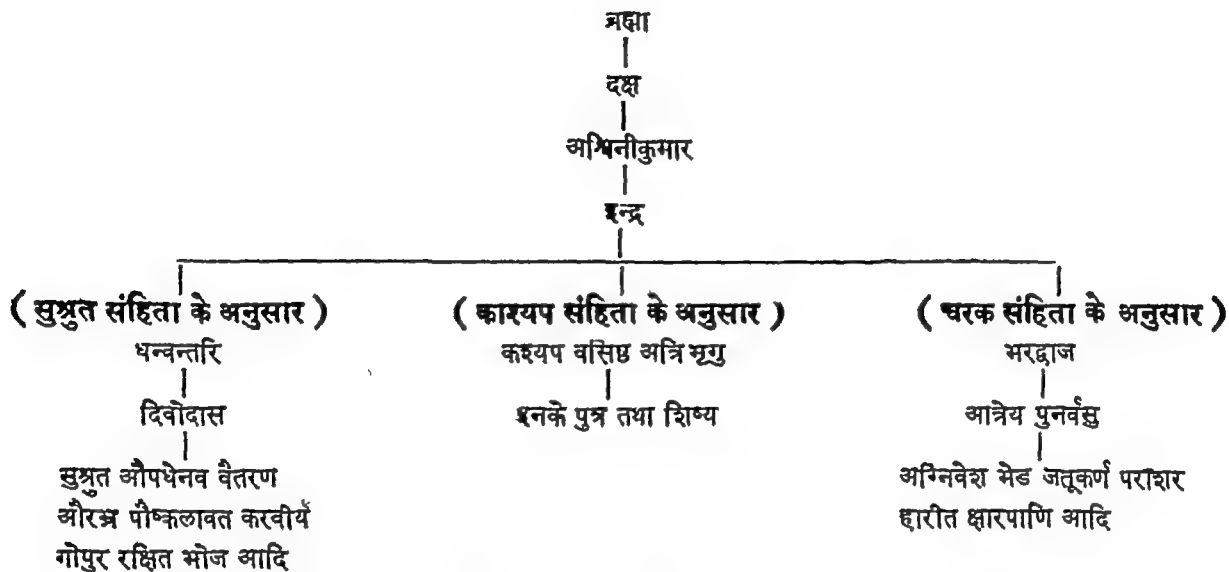 ब्रह्मा
दक्ष
अश्विनीकुमार
इन्द्र
( सुश्रुत संहिता के अनुसार )
धन्वन्तरि
दिवोदास
सुश्रुत औपधेनव वैतरण
औरभ्र पौष्कलावत करवीर्य
गोपुर रक्षित भोज आदि
( काश्यप संहिता के अनुसार )
कश्यप वसिष्ठ अत्रि भृगु
इनके पुत्र तथा शिष्य
( चरक संहिता के अनुसार )
भरद्वाज
आत्रेय पुनर्वसु
अग्निवेश भेड जतूकर्ण पराशर
हारीत क्षारपाणि आदि